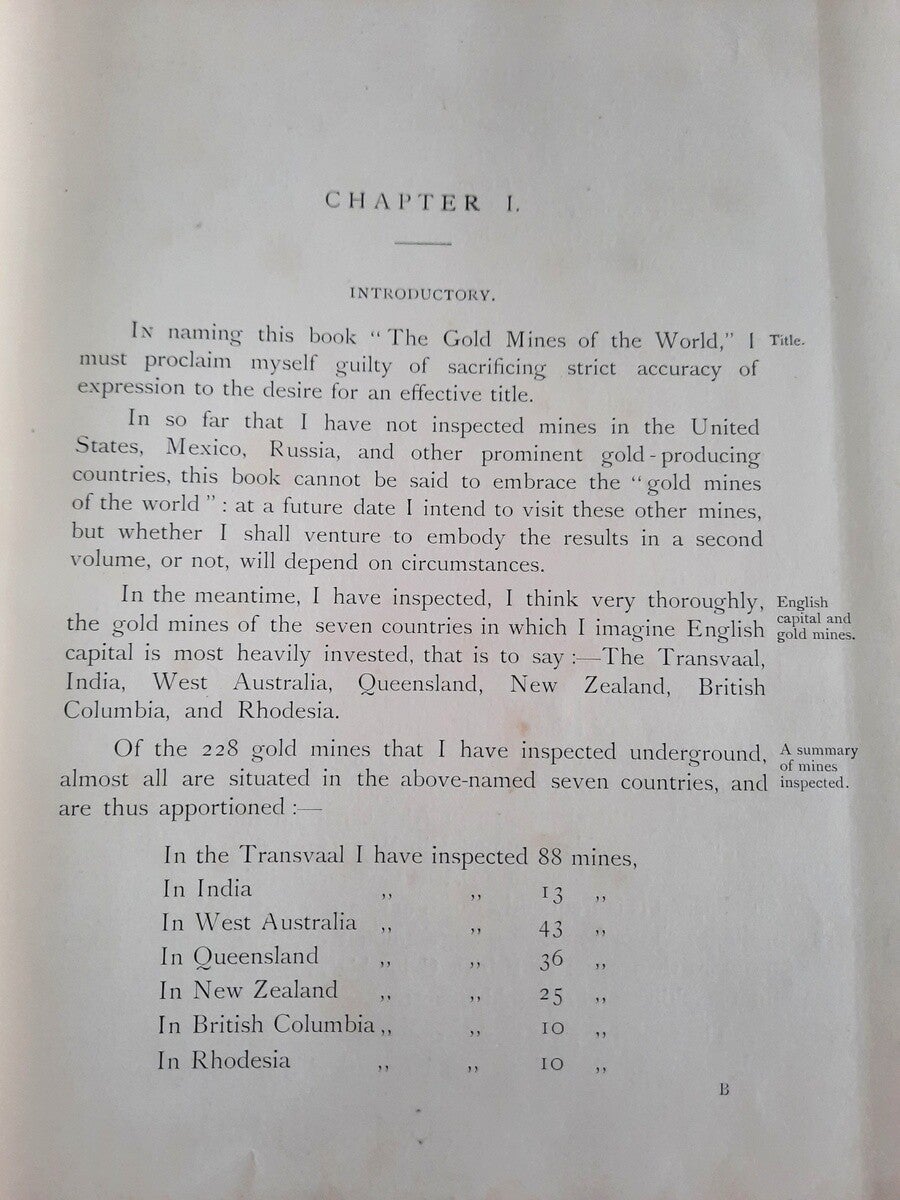 CHAPTER I.
INTRODUCTORY.
In naming this book “The Gold Mines of the World,” I
Title.
must proclaim myself guilty of sacrificing strict accuracy of
expression to the desire for an effective title.
In so far that I have not inspected mines in the United
States, Mexico, Russia, and other prominent gold-producing
countries, this book cannot be said to embrace the “gold mines
of the world”: at a future date I intend to visit these other mines,
but whether I shall venture to embody the results in a second
volume, or not, will depend on circumstances.
In the meantime, I have inspected, I think very thoroughly,
the gold mines of the seven countries in which I imagine English
capital is most heavily invested, that is to say :—The Transvaal,
India, West Australia, Queensland, New Zealand, British
Columbia, and Rhodesia.
English
capital and
gold mines.
Of the 228 gold mines that I have inspected underground,
almost all are situated in the above-named seven countries, and
are thus apportioned :—
A summary
of mines
inspected.
In the Transvaal I have inspected 88 mines,
In India ,, ,, 13 ,,
In West Australia ,, ,, 43 ,,
In Queensland ,, ,, 36 ,,
In New Zealand ,, ,, 25 ,,
In British Columbia ,, ,, 10 ,,
In Rhodesia ,, ,, 10 ,,
B